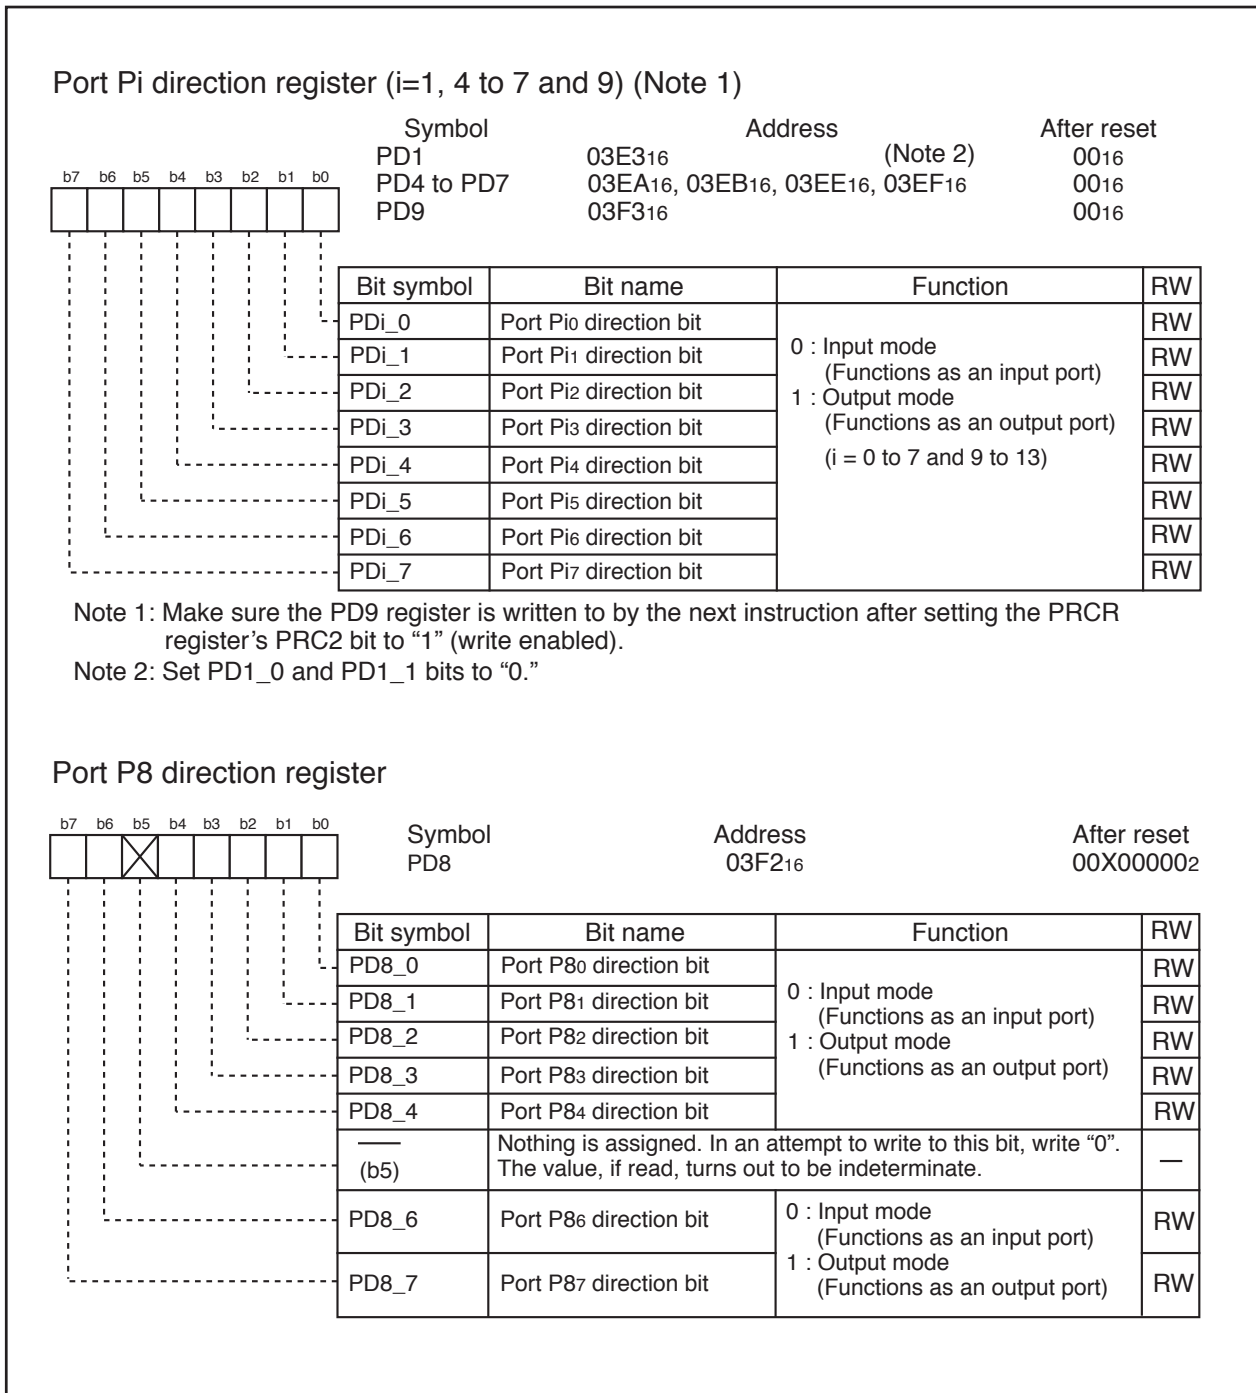 Port Pi direction register (i=1, 4 to 7 and 9) (Note 1)
Symbol Address After reset
PD1 03E316 (Note 2) 0016
PD4 to PD7 03EA16, 03EB16, 03EE16, 03EF16 0016
PD9 03F316 0016
b7 b6 b5 b4 b3 b2 b1 b0
Bit symbol Bit name Function RW
PDi_0 Port Pi0 direction bit RW
PDi_1 Port Pi1 direction bit RW
PDi_2 Port Pi2 direction bit RW
PDi_3 Port Pi3 direction bit RW
PDi_4 Port Pi4 direction bit RW
PDi_5 Port Pi5 direction bit RW
PDi_6 Port Pi6 direction bit RW
PDi_7 Port Pi7 direction bit RW
0 : Input mode
(Functions as an input port)
1 : Output mode
(Functions as an output port)
(i = 0 to 7 and 9 to 13)
Note 1: Make sure the PD9 register is written to by the next instruction after setting the PRCR
register’s PRC2 bit to “1” (write enabled).
Note 2: Set PD1_0 and PD1_1 bits to “0.”
Port P8 direction register
b7 b6 b5 b4 b3 b2 b1 b0
Symbol Address After reset
PD8 03F216 00X000002
Bit symbol Bit name Function RW
PD8_0 Port P80 direction bit RW
PD8_1 Port P81 direction bit RW
PD8_2 Port P82 direction bit RW
PD8_3 Port P83 direction bit RW
PD8_4 Port P84 direction bit RW
0 : Input mode
(Functions as an input port)
1 : Output mode
(Functions as an output port)
— (b5)
Nothing is assigned. In an attempt to write to this bit, write “0”.
The value, if read, turns out to be indeterminate. —
PD8_6 Port P86 direction bit RW
PD8_7 Port P87 direction bit RW
0 : Input mode
(Functions as an input port)
1 : Output mode
(Functions as an output port)